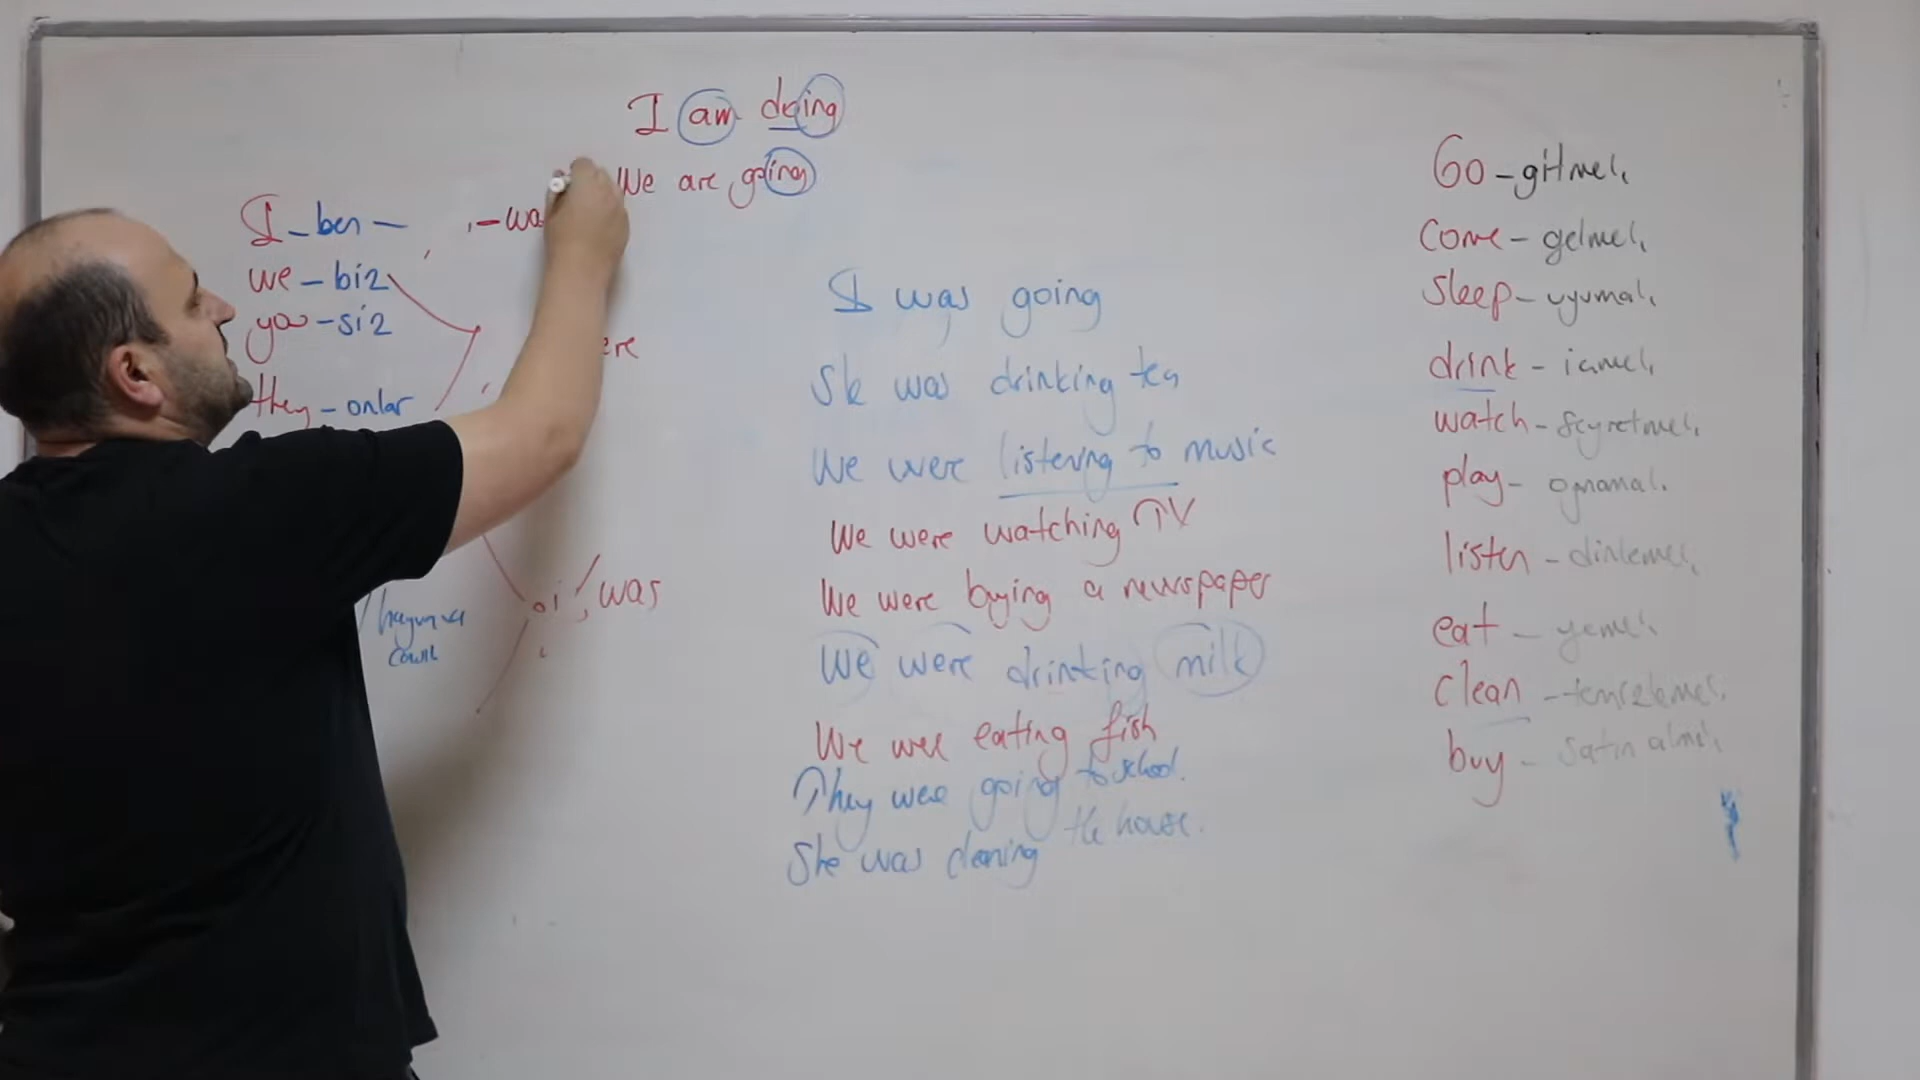 I am doing
We are going
I - ben - - wa
we - biz
you - siz
ere
they - onlar
was
I was going
She was drinking tea
We were listening to music
We were watching TV
We were buying a newspaper
We were drinking milk
We were eating fish
They were going to school.
She was cleaning the house.
Go - gitmek
Come - gelmek
Sleep - uyumak
drink - içmek
watch - seyretmek
play - oynamak
listen - dinlemek
eat - yemek
Clean - temizlemek
buy - satın almak